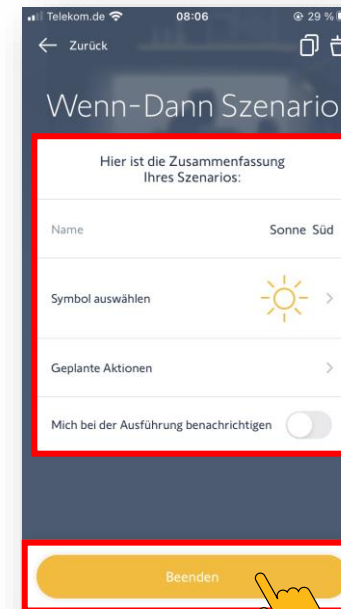 Telekom.de 08:06 29 %
Zurück
Wenn-Dann Szenario
Hier ist die Zusammenfassung
Ihres Szenarios:
Name Sonne Süd
Symbol auswählen
Geplante Aktionen
Mich bei der Ausführung benachrichtigen
Beenden